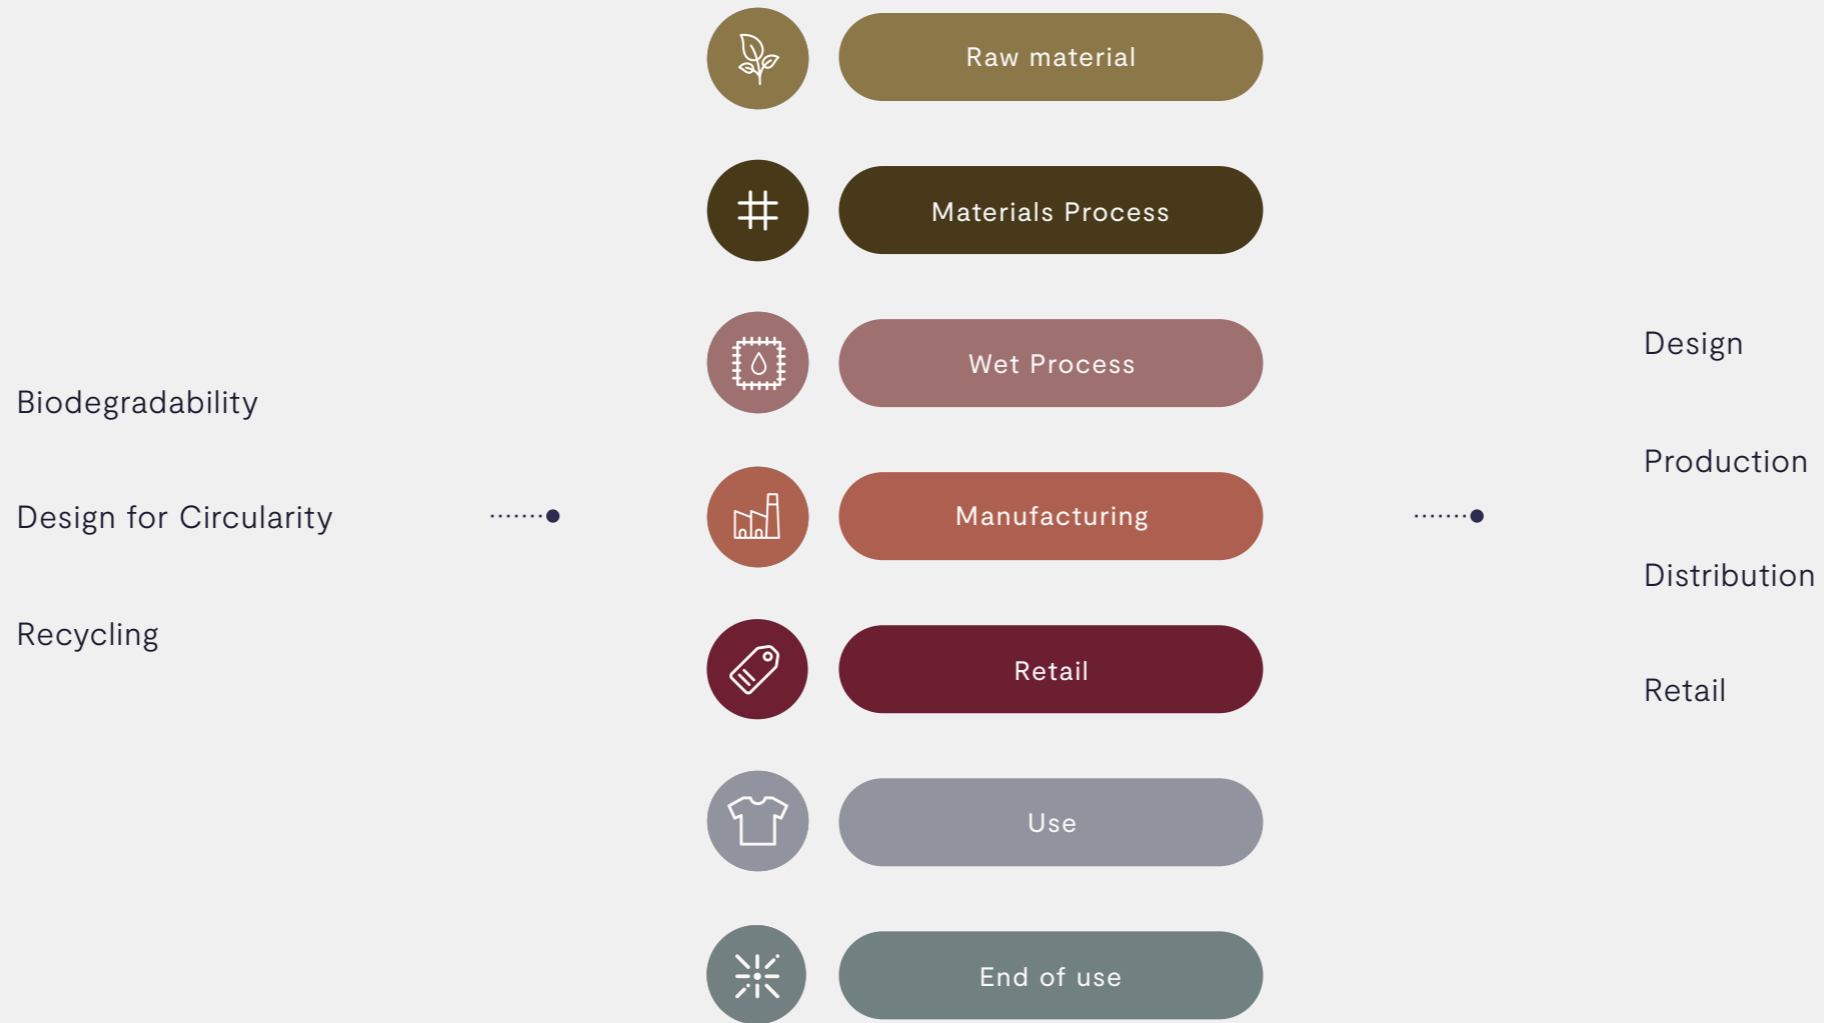 Biodegradability
Design for Circularity
Recycling
Raw material
Materials Process
Wet Process
Manufacturing
Retail
Use
End of use
Design
Production
Distribution
Retail